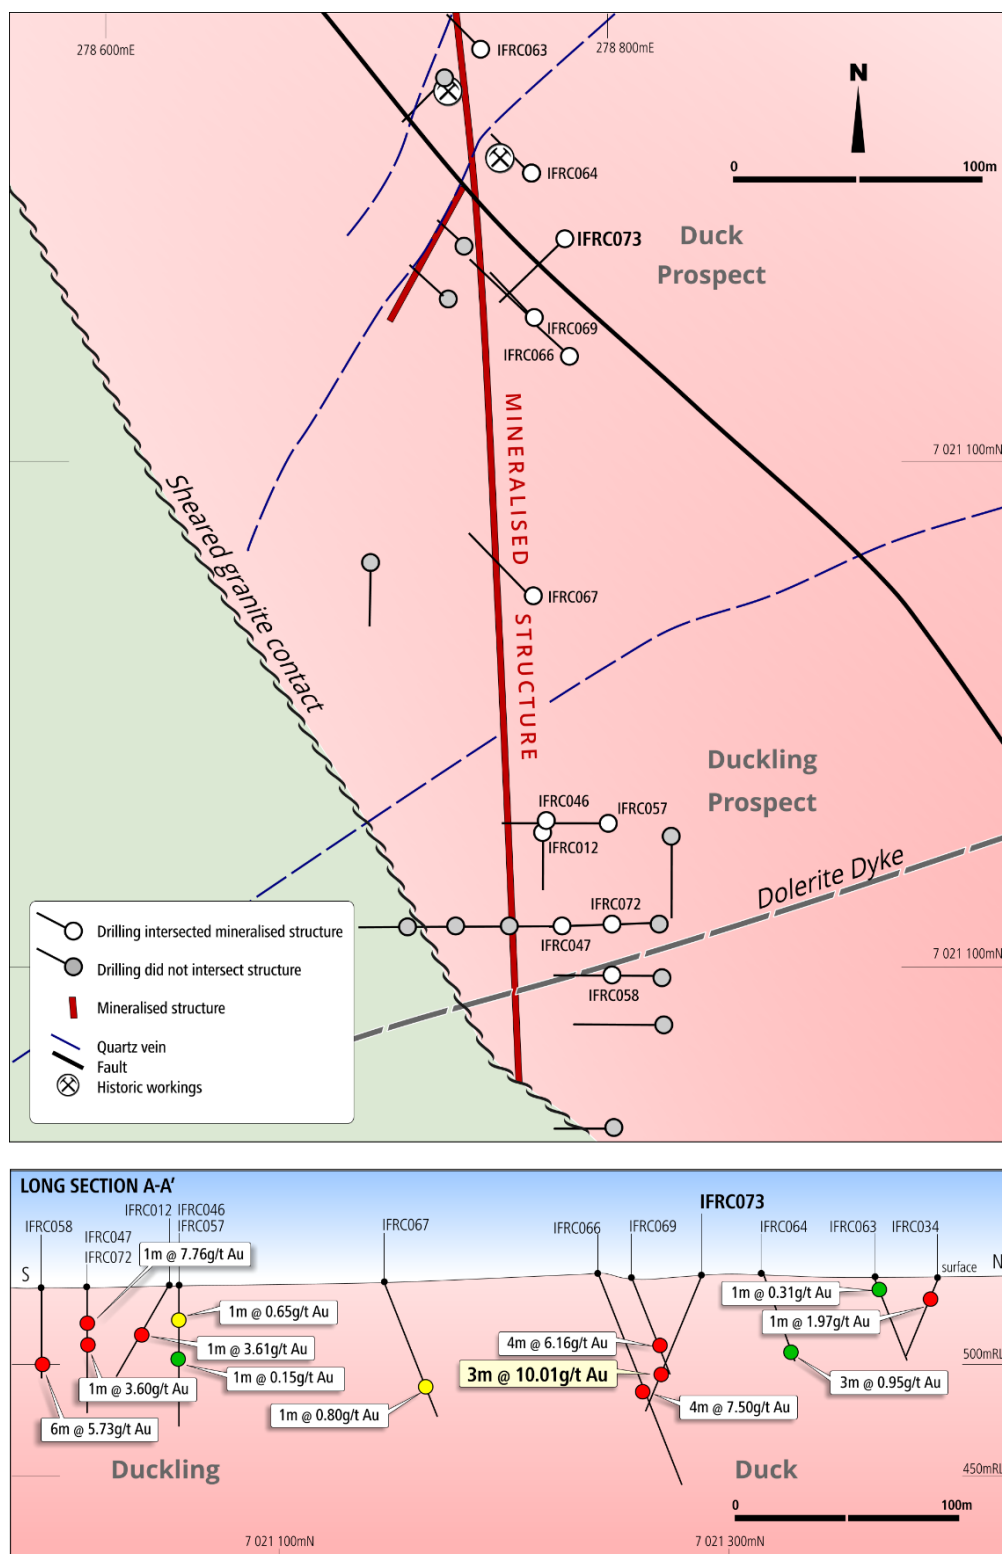 278 600mE
278 800mE
IFRC063
N
0
100m
IFRC064
IFRC073
Duck
Prospect
IFRC069
IFRC066
MINERALISED STRUCTURE
7 021 100mN
Sheared granite contact
IFRC067
Duckling
Prospect
IFRC046
IFRC057
IFRC012
Dolerite Dyke
IFRC072
IFRC047
7 021 100mN
IFRC058
Drilling intersected mineralised structure
Drilling did not intersect structure
Mineralised structure
Quartz vein
Fault
Historic workings
LONG SECTION A-A'
IFRC058
IFRC047
IFRC072
IFRC012
IFRC046
IFRC057
IFRC067
IFRC066
IFRC069
IFRC073
IFRC064
IFRC063
IFRC034
S
surface
N
1m @ 7.76g/t Au
1m @ 0.65g/t Au
1m @ 3.61g/t Au
1m @ 0.15g/t Au
1m @ 3.60g/t Au
6m @ 5.73g/t Au
1m @ 0.80g/t Au
4m @ 6.16g/t Au
3m @ 10.01g/t Au
4m @ 7.50g/t Au
1m @ 0.31g/t Au
1m @ 1.97g/t Au
3m @ 0.95g/t Au
500mRL
450mRL
Duckling
Duck
0
100m
7 021 100mN
7 021 300mN